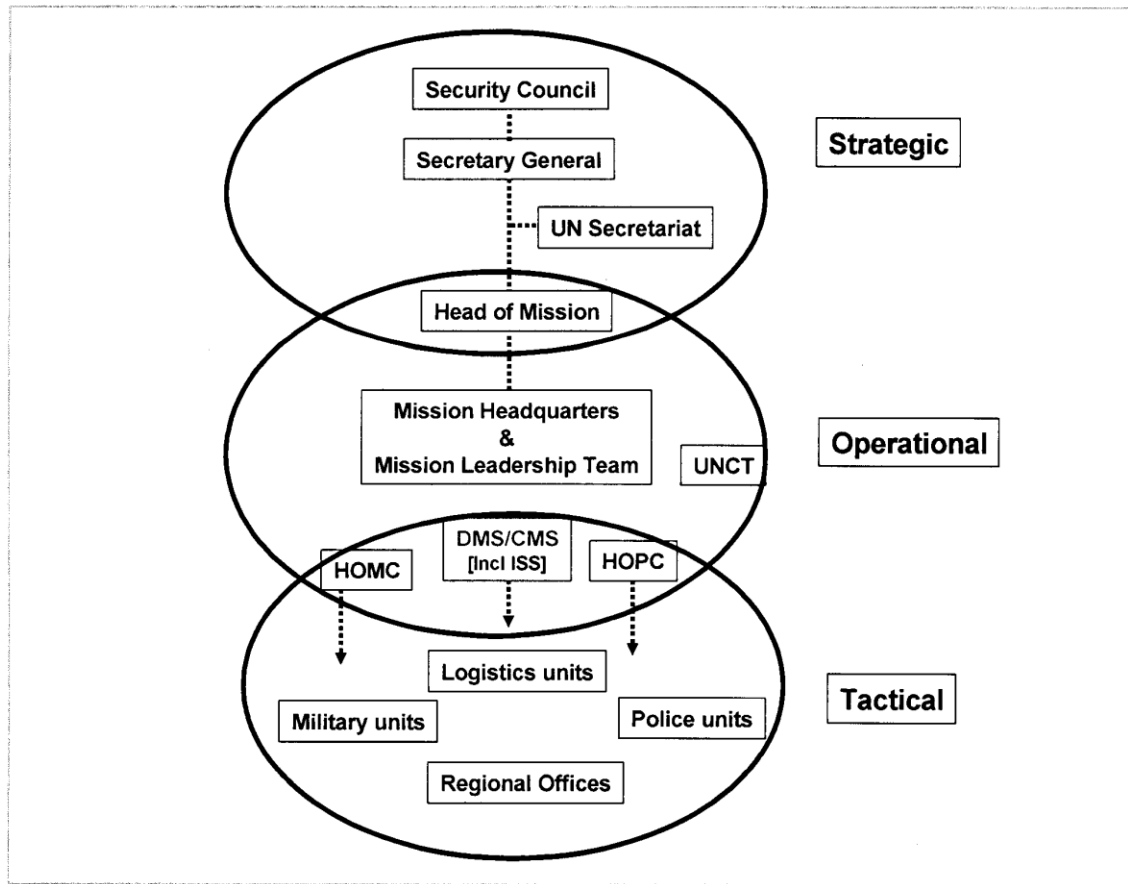 Security Council
Strategic
Secretary General
UN Secretariat
Head of Mission
Mission Headquarters
&
Mission Leadership Team
Operational
UNCT
DMS/CMS
[Incl ISS]
HOMC
HOPC
Logistics units
Tactical
Military units
Police units
Regional Offices